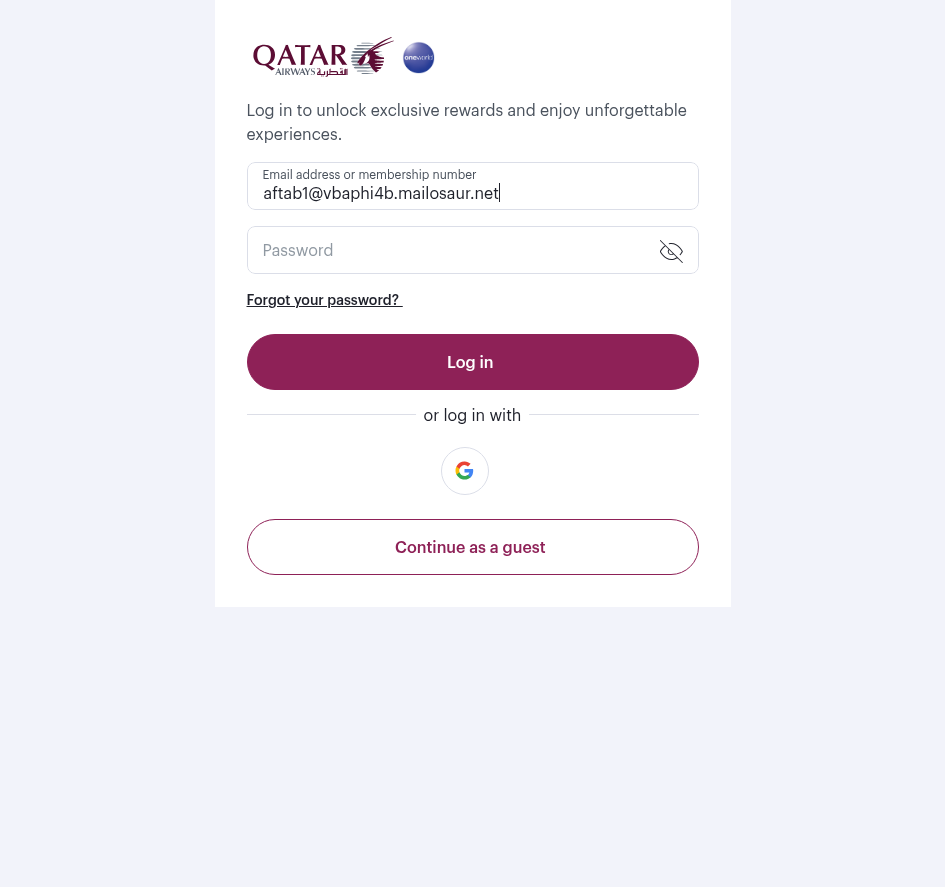 QATAR
AIRWAYS القطرية
oneworld
Log in to unlock exclusive rewards and enjoy unforgettable
experiences.
Email address or membership number
aftab1@vbaphi4b.mailosaur.net
Password
Forgot your password?
Log in
or log in with
Continue as a guest